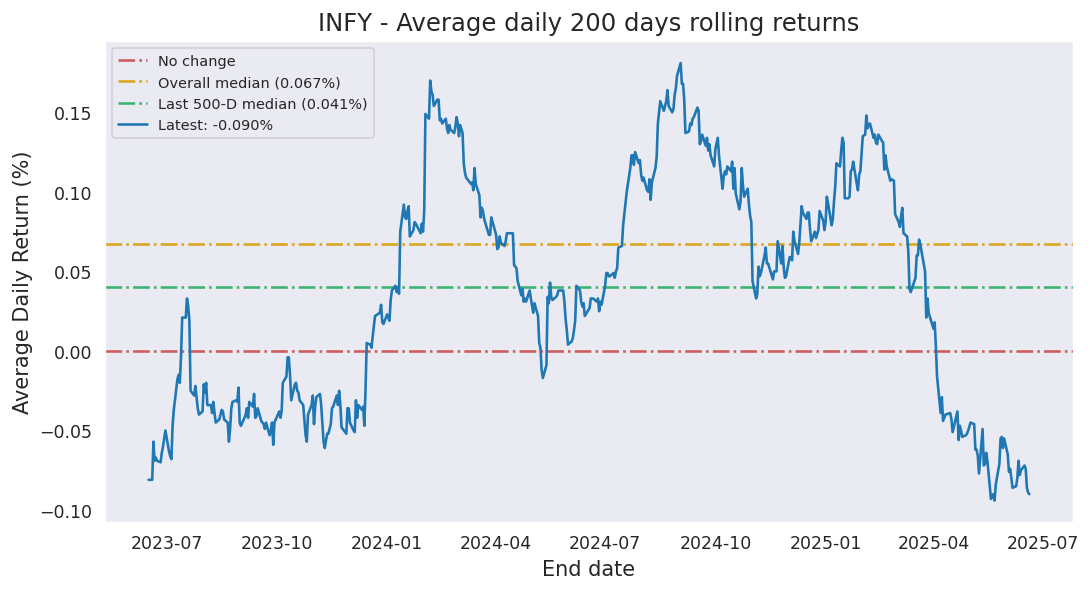 INFY - Average daily 200 days rolling returns
No change
Overall median (0.067%)
Last 500-D median (0.041%)
Latest: -0.090%
Average Daily Return (%)
0.15
0.10
0.05
0.00
−0.05
−0.10
2023-07 2023-10 2024-01 2024-04 2024-07 2024-10 2025-01 2025-04 2025-07
End date